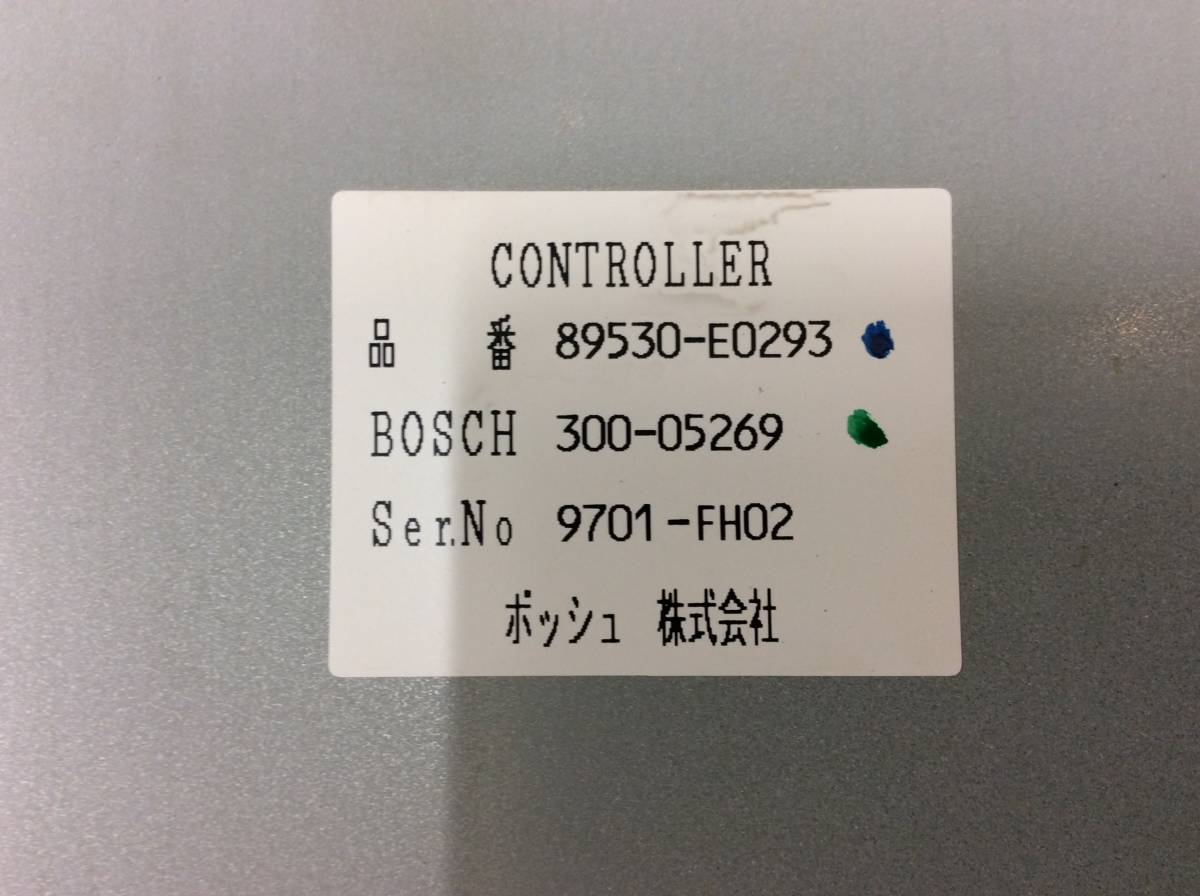 CONTROLLER
品 番 89530-E0293
BOSCH 300-05269
Ser.No 9701-FH02
ボッシュ 株式会社